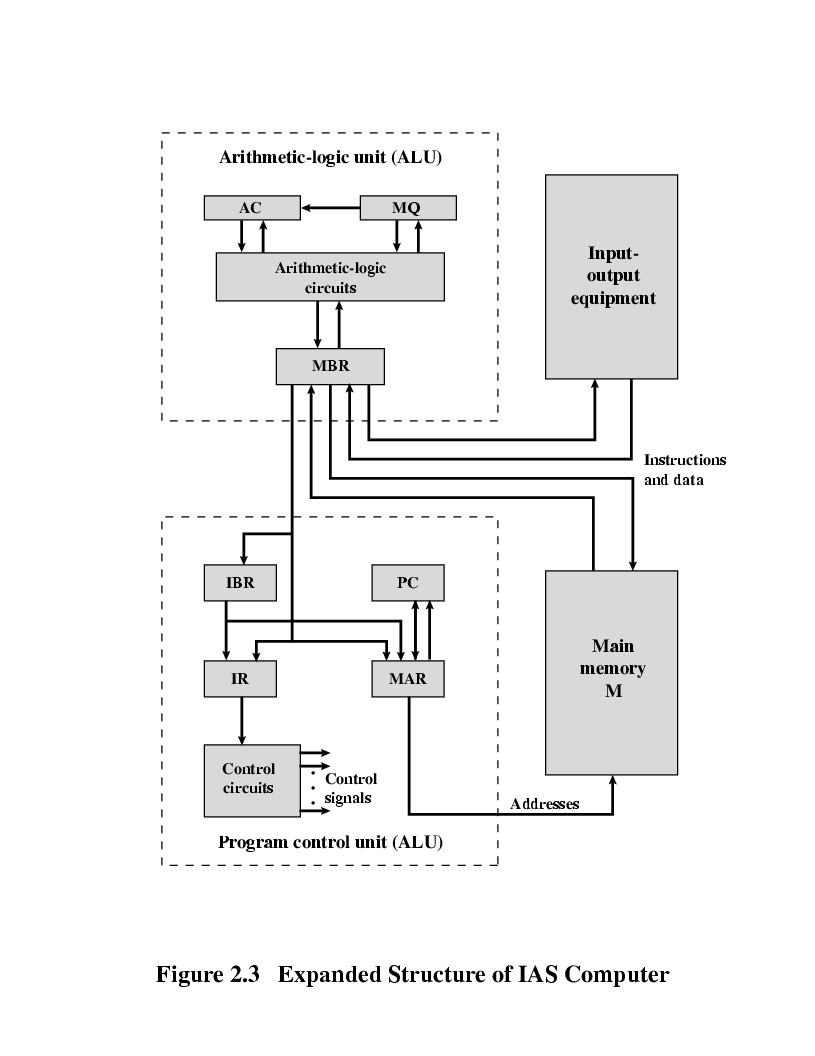 Arithmetic-logic unit (ALU)
AC
MQ
Arithmetic-logic
circuits
MBR
Input-
output
equipment
Instructions
and data
IBR
PC
IR
MAR
Main
memory
M
Control
circuits
Control
signals
Addresses
Program control unit (ALU)
Figure 2.3 Expanded Structure of IAS Computer